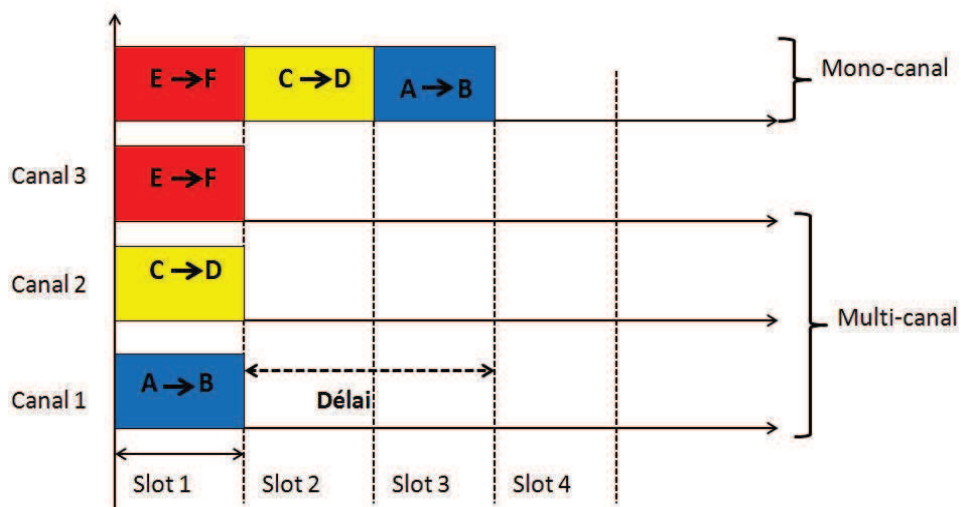 E → F C → D A → B Mono-canal
Canal 3 E → F
Canal 2 C → D
Multi-canal
Canal 1 A → B Délai
Slot 1 Slot 2 Slot 3 Slot 4